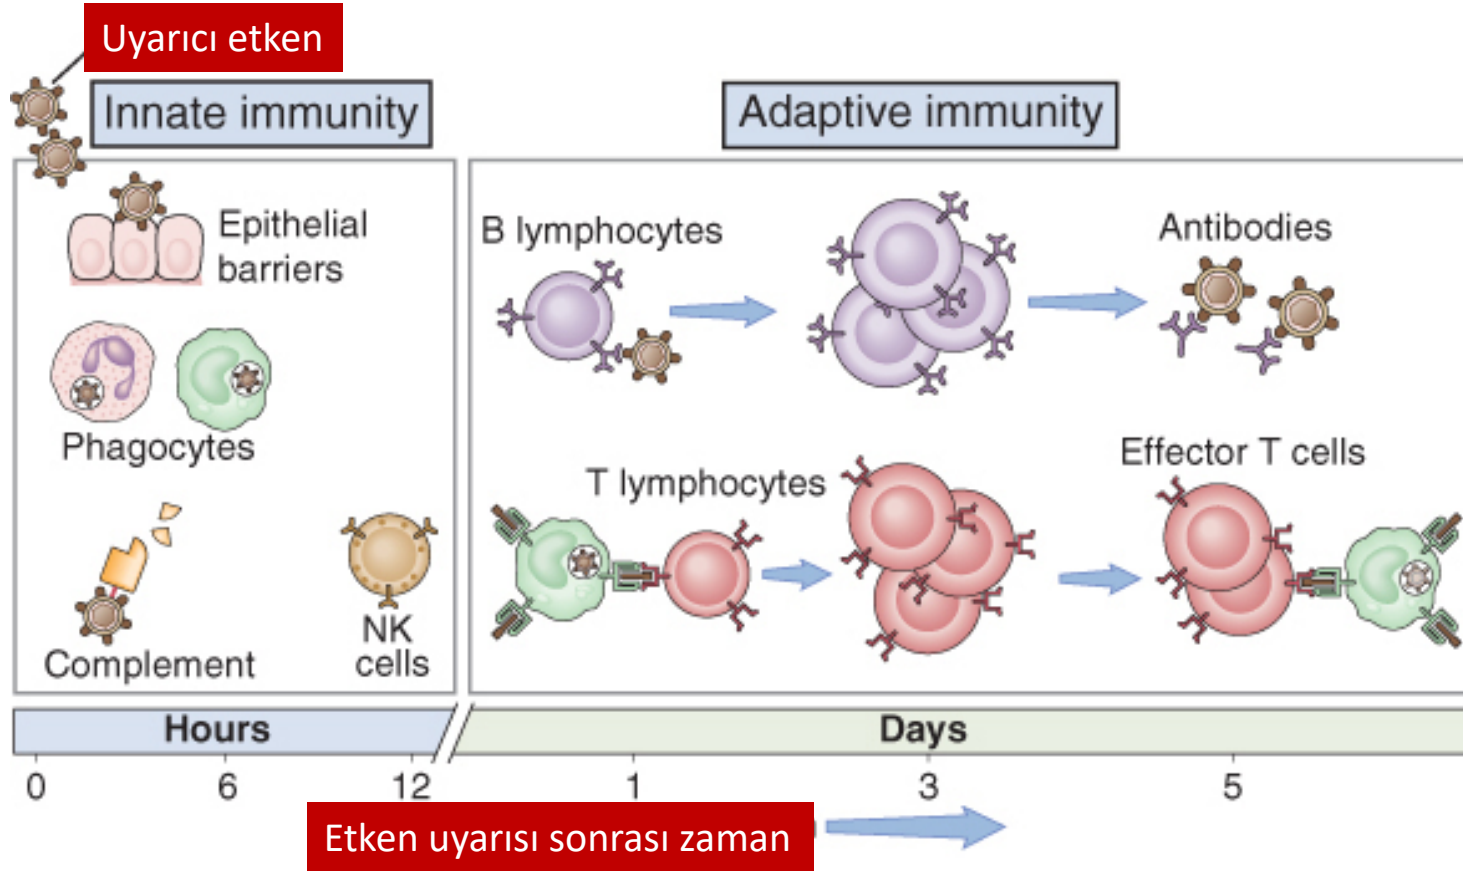 Uyarıcı etken
Innate immunity
Adaptive immunity
Epithelial
barriers
Phagocytes
Complement
NK
cells
B lymphocytes
Antibodies
T lymphocytes
Effector T cells
Hours
Days
0
6
12
1
3
5
Etken uyarısı sonrası zaman